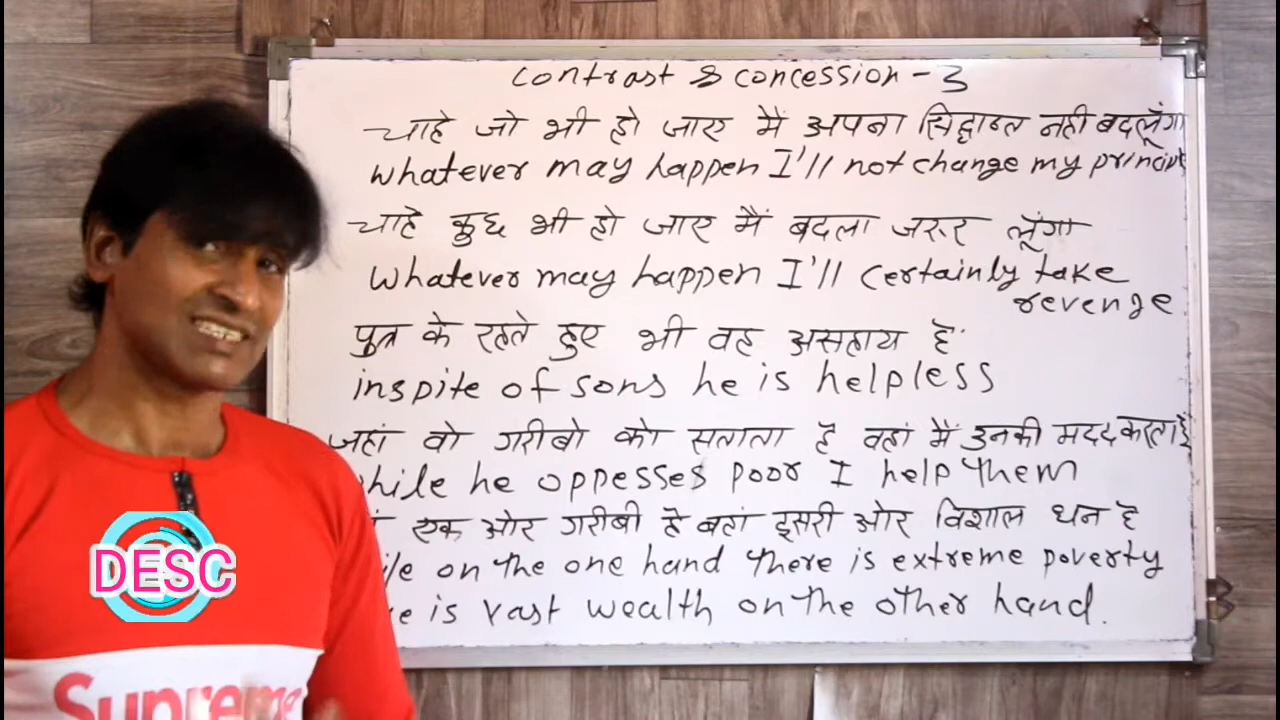 contrast & concession - 3
चाहे जो भी हो जाए मैं अपना सिद्धान्त नही बदलूँगा
whatever may happen I'll not change my
चाहे कुछ भी हो जाए मैं बदला जरुर लूंगा
whatever may happen I'll certainly take
revenge
पुत्र के रहते हुए भी वह असहाय है
inspite of sons he is helpless
जहां वो गरीबो को सताता है वहां मैं उनकी मदद करता हूँ
while he oppesses poor I help them
एक ओर गरीबी है वहां दूसरी ओर विशाल धन है
on the one hand there is extreme poverty
is vast wealth on the other hand.
DESC
Supreme